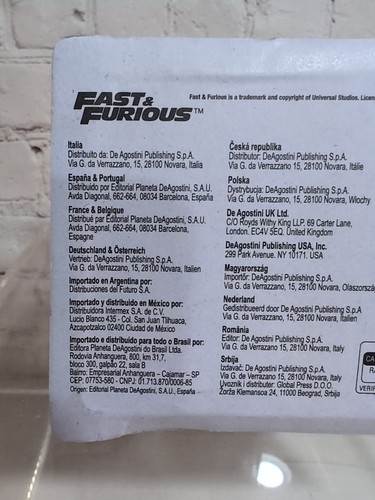 FAST & FURIOUS™
Fast & Furious is a trademark and copyright of Universal Studios.
Italia
Distribuito da: De Agostini Publishing S.p.A.
Via G. da Verrazzano, 15, 28100 Novara, Italia
España & Portugal
Distribuido por Editorial Planeta DeAgostini, S.A.U.
Avda Diagonal, 662-664, 08034 Barcelona, España
France & Belgique
Distribué par Editorial Planeta DeAgostini, S.A.U.
Avda Diagonal, 662-664, 08034 Barcelona,
Espagne
Deutschland & Österreich
Vertrieb: DeAgostini Publishing S.p.A.
Via G. da Verrazzano, 15, 28100 Novara, Italien
Importado en Argentina por:
Distribuciones del Futuro S.A.
Importado y distribuido en México por:
Distribuidora Intermex S.A. de C.V.
Lucio Blanco 435 - Col. San Juan Tlihuaca,
Azcapotzalco 02400 Ciudad de México
Importado e distribuido para todo o Brasil por:
Editora Planeta DeAgostini do Brasil Ltda.
Rodovia Anhanguera, 800, km 31,7,
bloco 300, galpão 22, sala B
Bairro: Empresarial Anhanguera – Cajamar – SP
CEP: 07753-580 - CNPJ: 01.713.870/0006-85
Origen: Editorial Planeta DeAgostini, S.A.U., España
Česká republika
Distributor: DeAgostini Publishing S.p.A.
Via G. da Verrazzano, 15, 28100 Novara, Itálie
Polska
Dystrybucja: DeAgostini Publishing S.p.A.
Via G. da Verrazzano, 15, 28100 Novara, Włochy
De Agostini UK Ltd.
C/O Royds Withy King LLP. 69 Carter Lane,
London. EC4V 5EQ. United Kingdom
DeAgostini Publishing USA, Inc.
299 Park Avenue. NY 10171. USA
Magyarország
Importőr: DeAgostini Publishing S.p.A.
Via G. da Verrazano, 15, 28100 Novara,
Nederland
Gedistribueerd door De Agostini Publishing S.p.A.
Via G. da Verrazano, 15, 28100 Novara, Italien
România
Editor: De Agostini Publishing S.p.A.
Via G. da Verrazzano 15, 28100 Novara, Italy
Srbija
Izdavač: De Agostini Publishing S.p.A.
Via G. da Verrazano, 15, 28100 Novara, Italy
Uvoznik i distributer: Global Press D.O.O.
Žorža Klemansoa 24, 11000 Beograd, Srbija